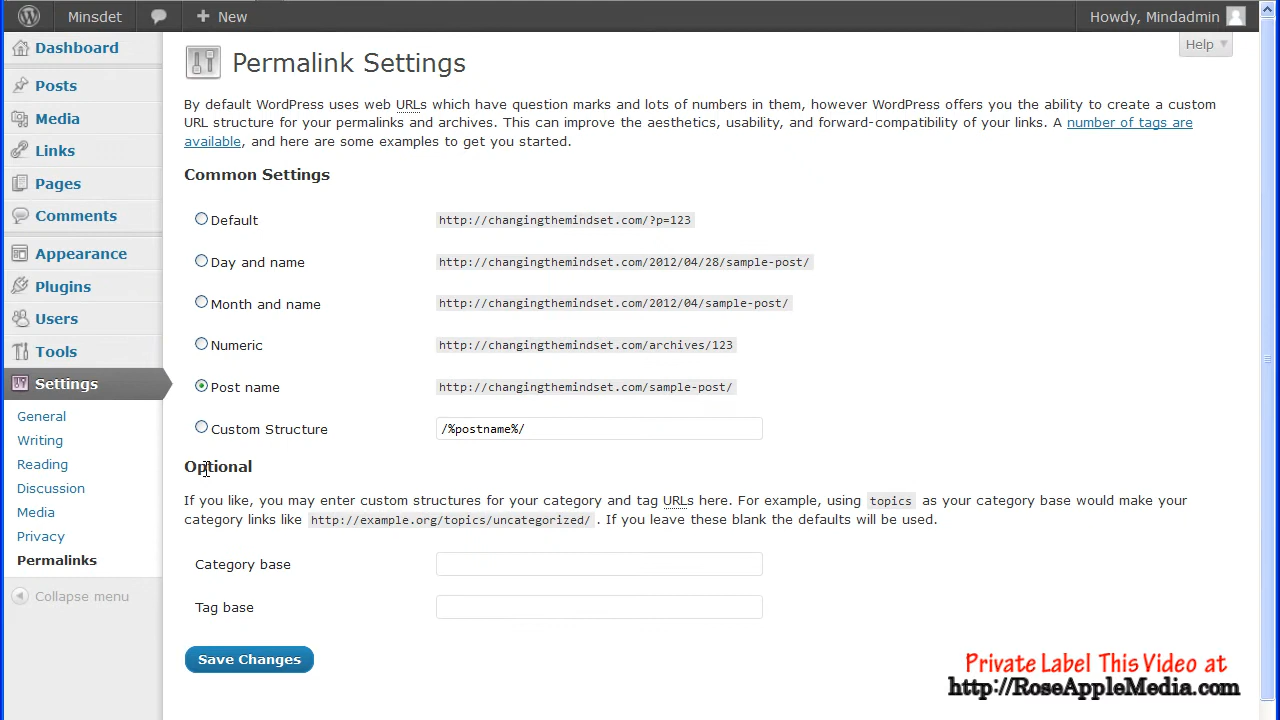 Minsdet
New
Howdy, Mindadmin
Help
Dashboard
Posts
Media
Links
Pages
Comments
Appearance
Plugins
Users
Tools
Settings
General
Writing
Reading
Discussion
Media
Privacy
Permalinks
Collapse menu
Permalink Settings
By default WordPress uses web URLs which have question marks and lots of numbers in them, however WordPress offers you the ability to create a custom
URL structure for your permalinks and archives. This can improve the aesthetics, usability, and forward-compatibility of your links. A number of tags are
available, and here are some examples to get you started.
Common Settings
Default http://changingthemindset.com/?p=123
Day and name http://changingthemindset.com/2012/04/28/sample-post/
Month and name http://changingthemindset.com/2012/04/sample-post/
Numeric http://changingthemindset.com/archives/123
Post name http://changingthemindset.com/sample-post/
Custom Structure /%postname%/
Optional
If you like, you may enter custom structures for your category and tag URLs here. For example, using topics as your category base would make your
category links like http://example.org/topics/uncategorized/ . If you leave these blank the defaults will be used.
Category base
Tag base
Save Changes
Private Label This Video at
http://RoseAppleMedia.com